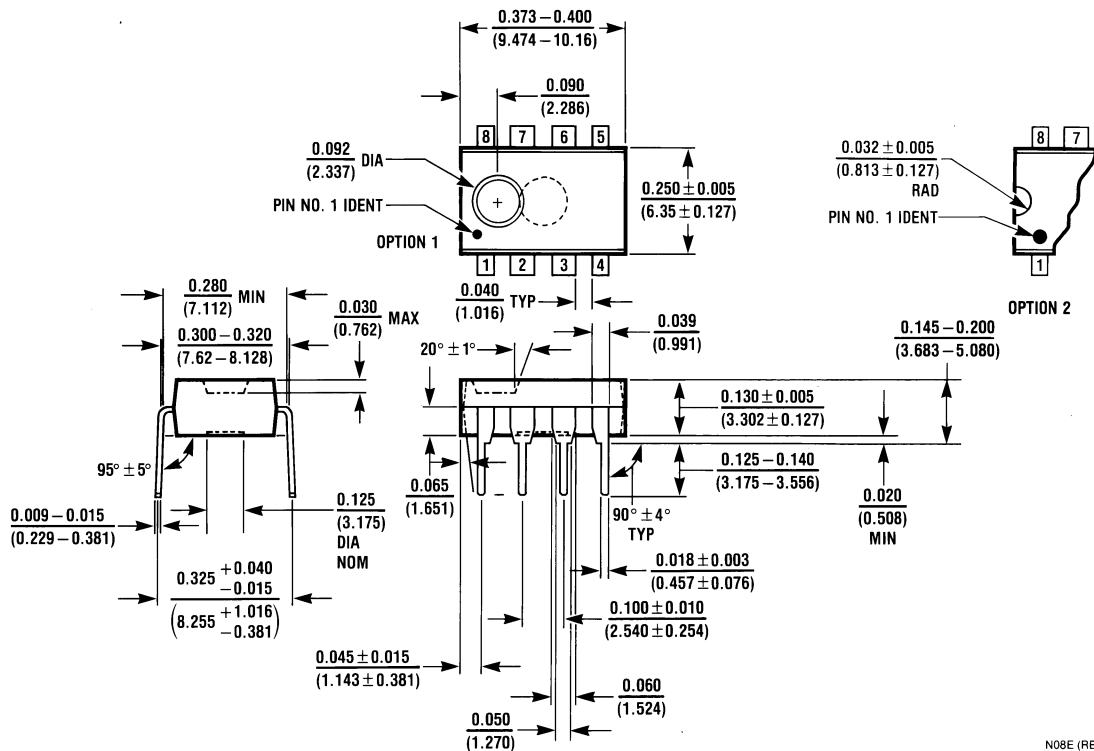 0.373 – 0.400
(9.474 – 10.16)
0.090
(2.286)
8 7 6 5
0.092 DIA
(2.337)
PIN NO. 1 IDENT
OPTION 1
1 2 3 4
0.250 ± 0.005
(6.35 ± 0.127)
8 7
0.032 ± 0.005
(0.813 ± 0.127)
RAD
PIN NO. 1 IDENT
1
OPTION 2
0.280 MIN
(7.112)
0.300 – 0.320
(7.62 – 8.128)
0.030 MAX
(0.762)
0.040 TYP
(1.016)
0.039
(0.991)
0.145 – 0.200
(3.683 – 5.080)
20° ± 1°
0.130 ± 0.005
(3.302 ± 0.127)
95° ± 5°
0.065
(1.651)
0.125 – 0.140
(3.175 – 3.556)
90° ± 4°
TYP
0.020
(0.508)
MIN
0.009 – 0.015
(0.229 – 0.381)
0.125
(3.175)
DIA
NOM
0.018 ± 0.003
(0.457 ± 0.076)
0.325 +0.040
–0.015
(8.255 +1.016
–0.381)
0.100 ± 0.010
(2.540 ± 0.254)
0.045 ± 0.015
(1.143 ± 0.381)
0.060
(1.524)
0.050
(1.270)
N08E (RE